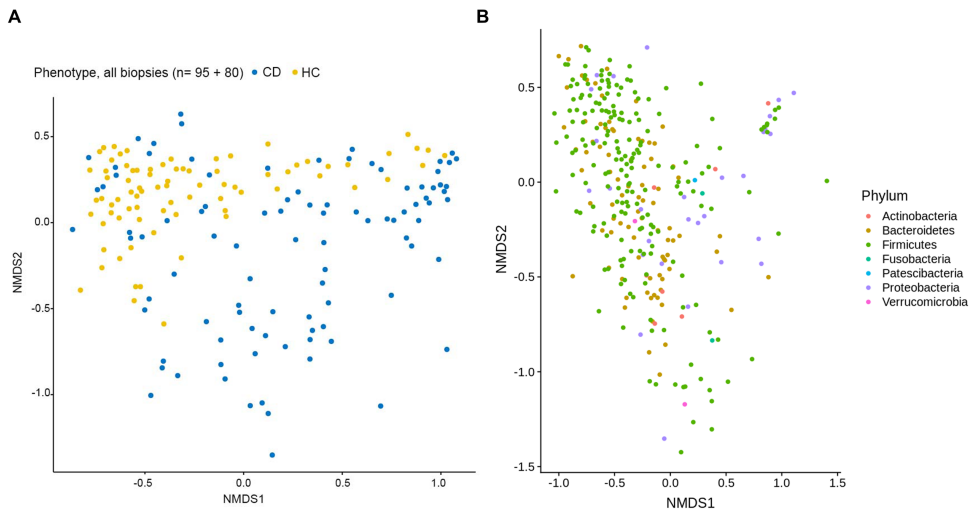 A
B
Phenotype, all biopsies (n= 95 + 80) CD HC
NMDS2
0.5
0.0
-0.5
-1.0
-0.5
0.0
0.5
1.0
NMDS1
NMDS2
0.5
0.0
-0.5
-1.0
-1.5
-1.0
-0.5
0.0
0.5
1.0
1.5
NMDS1
Phylum
Actinobacteria
Bacteroidetes
Firmicutes
Fusobacteria
Patescibacteria
Proteobacteria
Verrucomicrobia